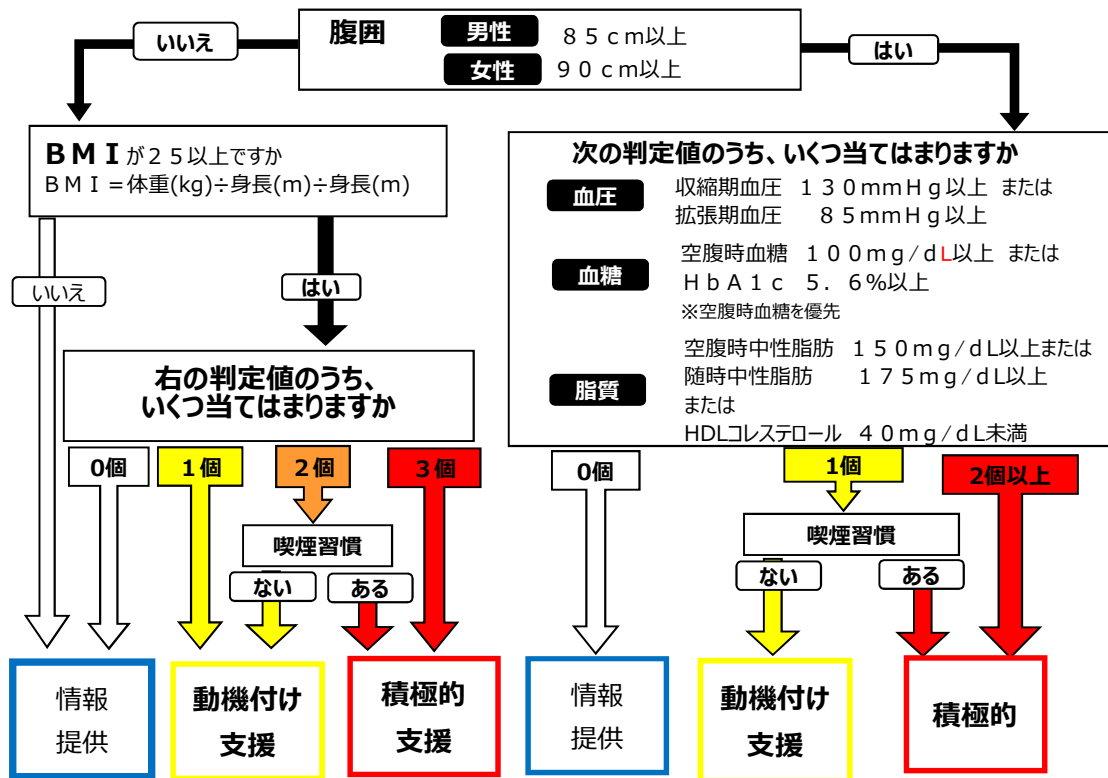 腹囲
男性 ８５ｃｍ以上
女性 ９０ｃｍ以上
いいえ
はい
ＢＭＩが２５以上ですか
ＢＭＩ＝体重(kg)÷身長(m)÷身長(m)
いいえ
はい
右の判定値のうち、
いくつ当てはまりますか
0個
１個
２個
３個
喫煙習慣
ない
ある
情報
提供
動機付け
支援
積極的
支援
次の判定値のうち、いくつ当てはまりますか
血圧
収縮期血圧 １３０mmＨｇ以上 または
拡張期血圧 ８５mmＨｇ以上
血糖
空腹時血糖 １００mｇ/ｄL以上 または
ＨｂＡ１ｃ ５．６%以上
※空腹時血糖を優先
脂質
空腹時中性脂肪 １５０mｇ/ｄL以上または
随時中性脂肪 １７５mｇ/ｄL以上
または
HDLｺﾚｽﾃﾛｰﾙ ４０mｇ/ｄL未満
0個
1個
2個以上
喫煙習慣
ない
ある
情報
提供
動機付け
支援
積極的